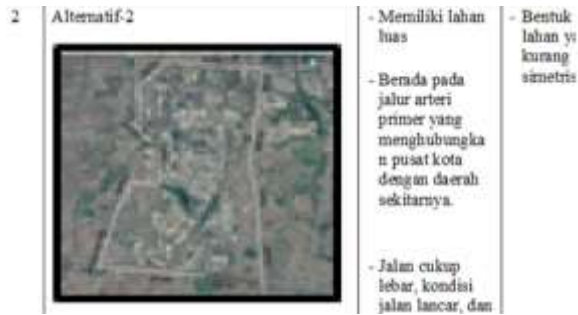 2
Alternatif-2
- Memiliki lahan
luas
- Berada pada
jalur arteri
primer yang
menghubungka
n pusat kota
dengan daerah
sekitarnya.
- Jalan cukup
lebar, kondisi
jalan lancar, dan
- Bentuk
lahan
kurang
simetris